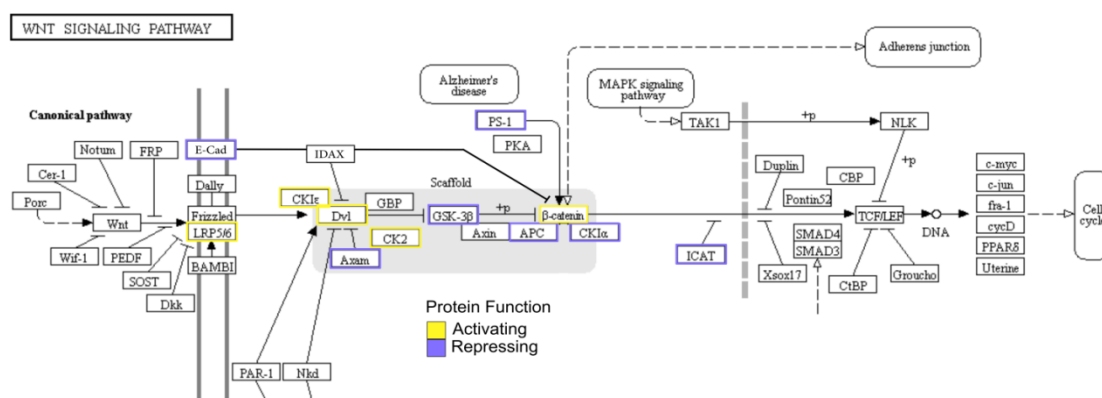 WNT SIGNALING PATHWAY
Adherens junction
Alzheimer's
disease
MAPK signaling
pathway
Canonical pathway
PS-1
TAK1
+p
NLK
Notum
FRP
E-Cad
IDAX
PKA
Duplin
+p
c-myc
Cer-1
Dally
Scaffold
CBP
c-jun
Porc
CKIε
GBP
Pontin52
fra-1
Wnt
Frizzled
Dvl
GSK-3β
+p
β-catenin
TCF/LEF
DNA
Cell
cycle
LRP5/6
CK2
Axin
APC
CKIα
SMAD4
cycD
Wif-1
PEDF
BAMBI
Axam
ICAT
SMAD3
PPARδ
SOST
Xsox17
Groucho
Uterine
Dkk
CtBP
Protein Function
Activating
Repressing
PAR-1
Nkd